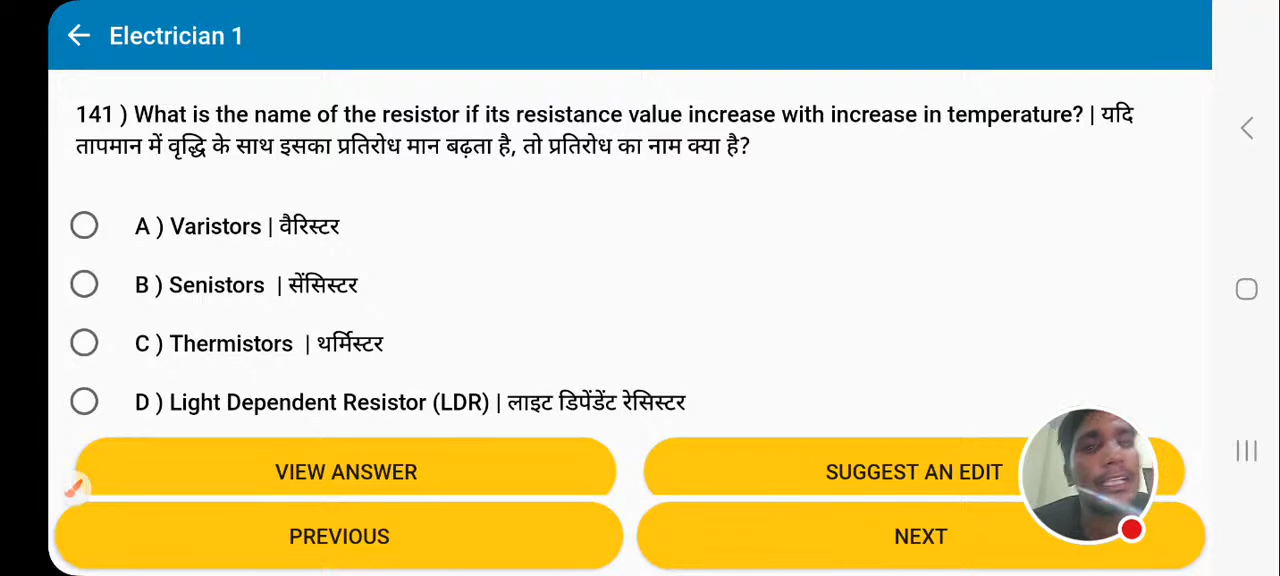 Electrician 1
141 ) What is the name of the resistor if its resistance value increase with increase in temperature? | यदि
तापमान में वृद्धि के साथ इसका प्रतिरोध मान बढ़ता है, तो प्रतिरोध का नाम क्या है?
A ) Varistors | वैरिस्टर
B ) Senistors | सेंसिस्टर
C ) Thermistors | थर्मिस्टर
D ) Light Dependent Resistor (LDR) | लाइट डिपेंडेंट रेसिस्टर
VIEW ANSWER
SUGGEST AN EDIT
PREVIOUS
NEXT